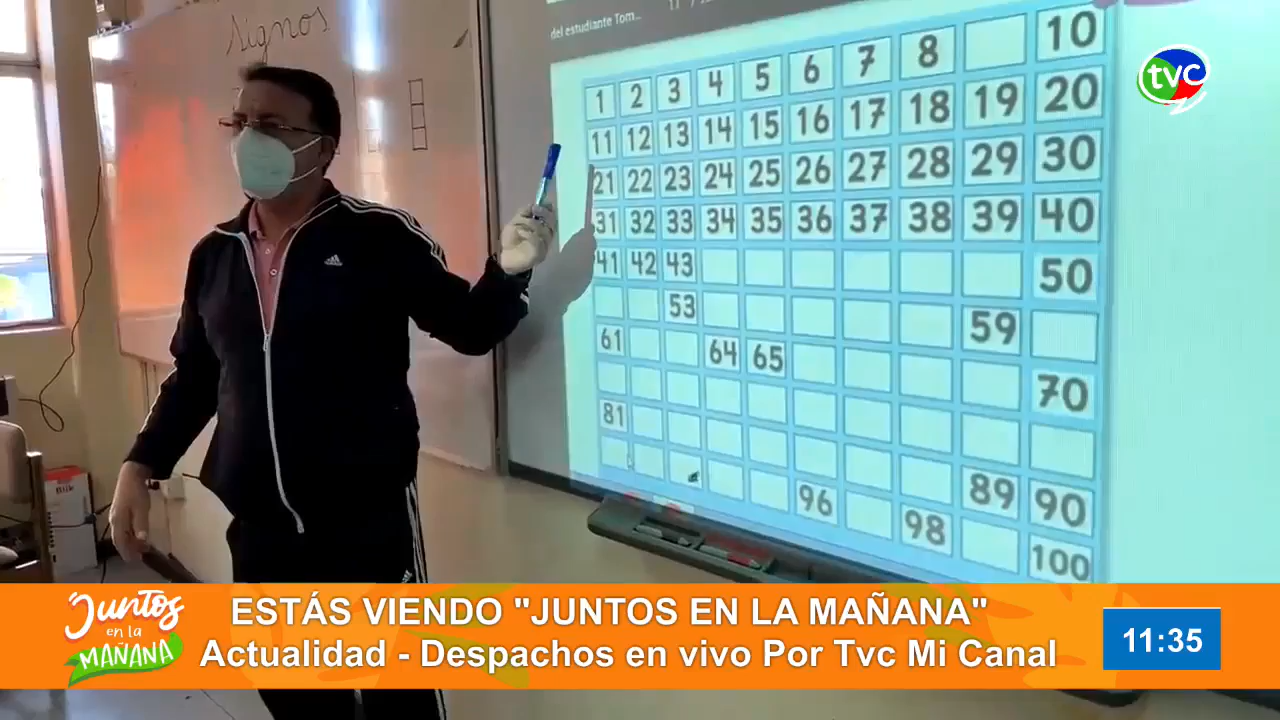 Signos
del estudiante Tom...
1 2 3 4 5 6 7 8 10
11 12 13 14 15 16 17 18 19 20
21 22 23 24 25 26 27 28 29 30
31 32 33 34 35 36 37 38 39 40
41 42 43 50
53 59
61 64 65 70
81 89 90
96 98 100
tvc
Blik
Juntos
en la
MAÑANA
ESTÁS VIENDO "JUNTOS EN LA MAÑANA"
Actualidad - Despachos en vivo Por Tvc Mi Canal
11:35